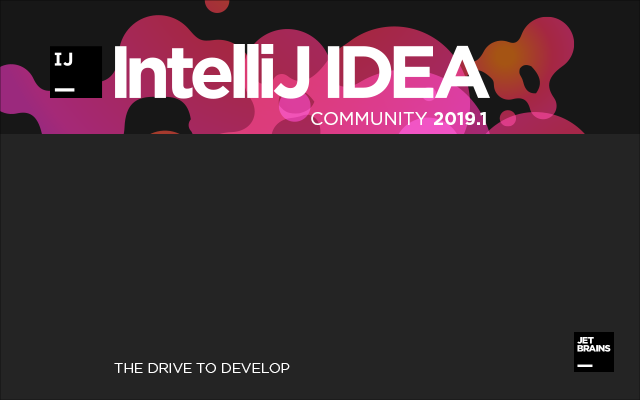 IJ
IntelliJ IDEA
COMMUNITY 2019.1
THE DRIVE TO DEVELOP
JET
BRAINS